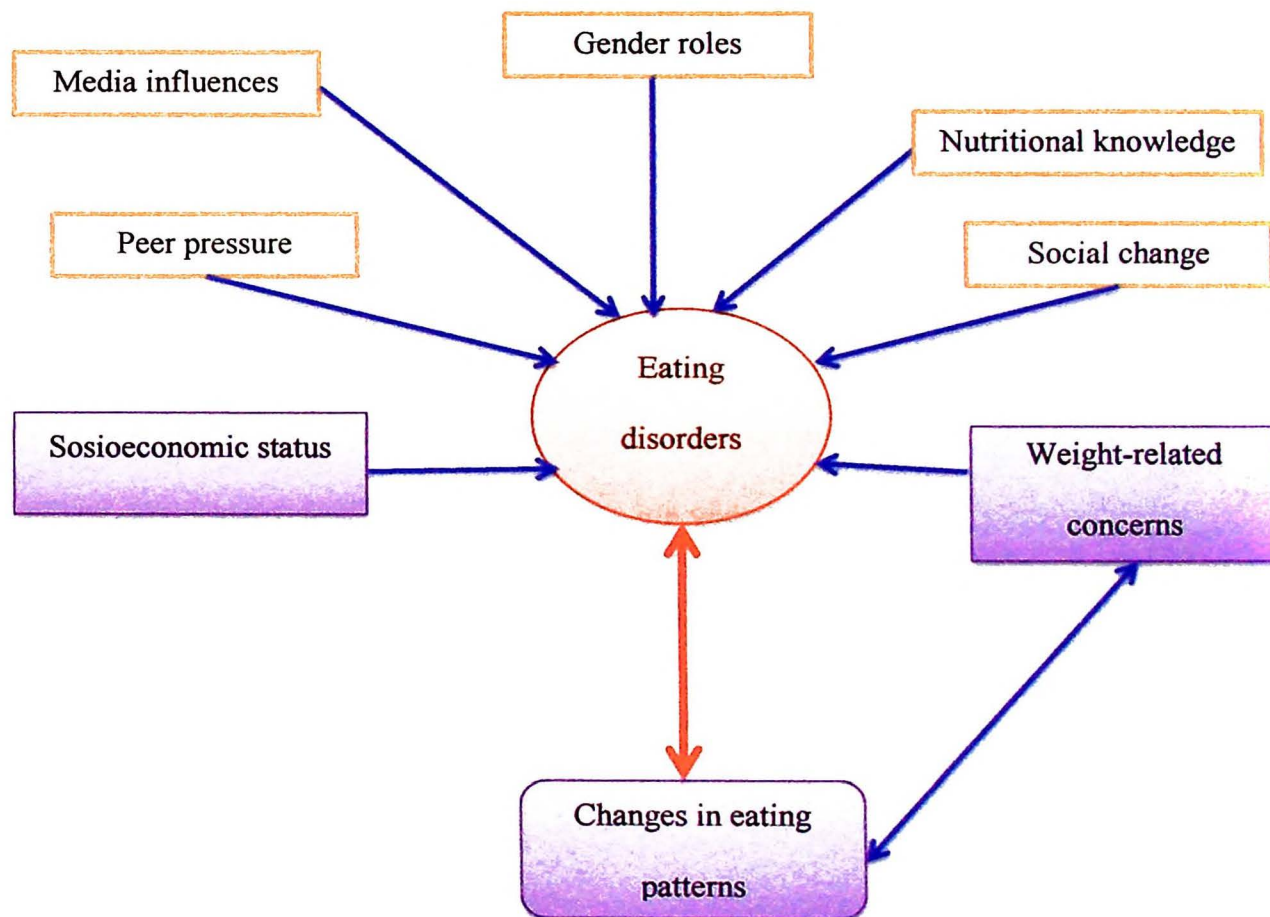 Gender roles
Media influences
Nutritional knowledge
Peer pressure
Social change
Eating
disorders
Sosioeconomic status
Weight-related
concerns
Changes in eating
patterns